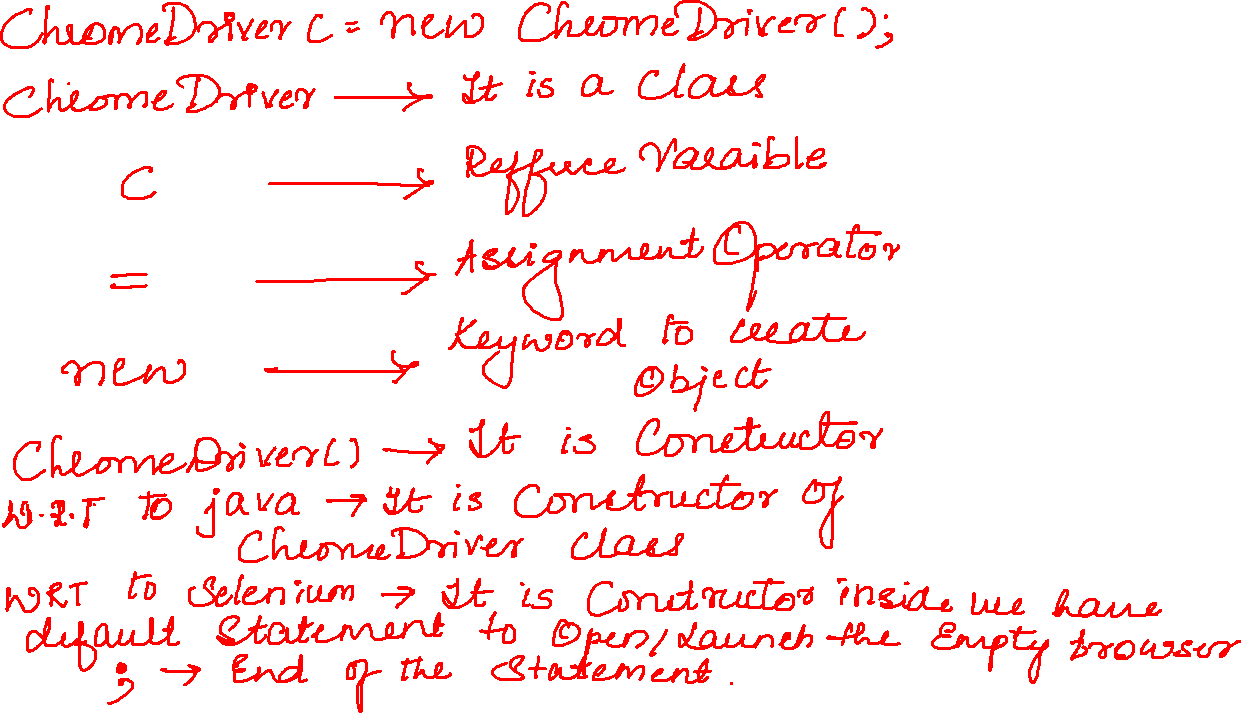 ChromeDriver c = new ChromeDriver();
ChromeDriver → It is a Class
C → Reffuce Varaible
= → Assignment Operator
new → Keyword to create
Object
ChromeDriver() → It is Constructor
W.R.T To java → It is Constructor of
ChromeDriver class
WRT to Selenium → It is Constructor inside we have
default Statement to Open/Launch the Empty browser
; → End of the Statement.